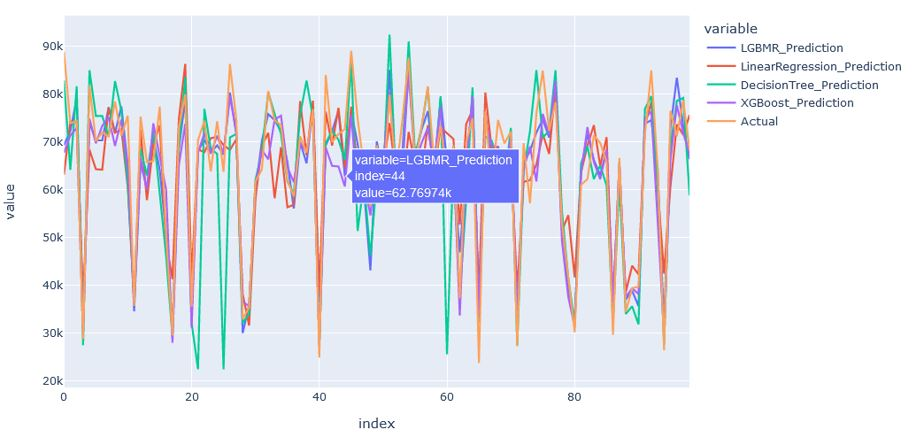 variable
LGBMR_Prediction
LinearRegression_Prediction
DecisionTree_Prediction
XGBoost_Prediction
Actual
value
90k
80k
70k
60k
50k
40k
30k
20k
variable=LGBMR_Prediction
index=44
value=62.76974k
0 20 40 60 80
index